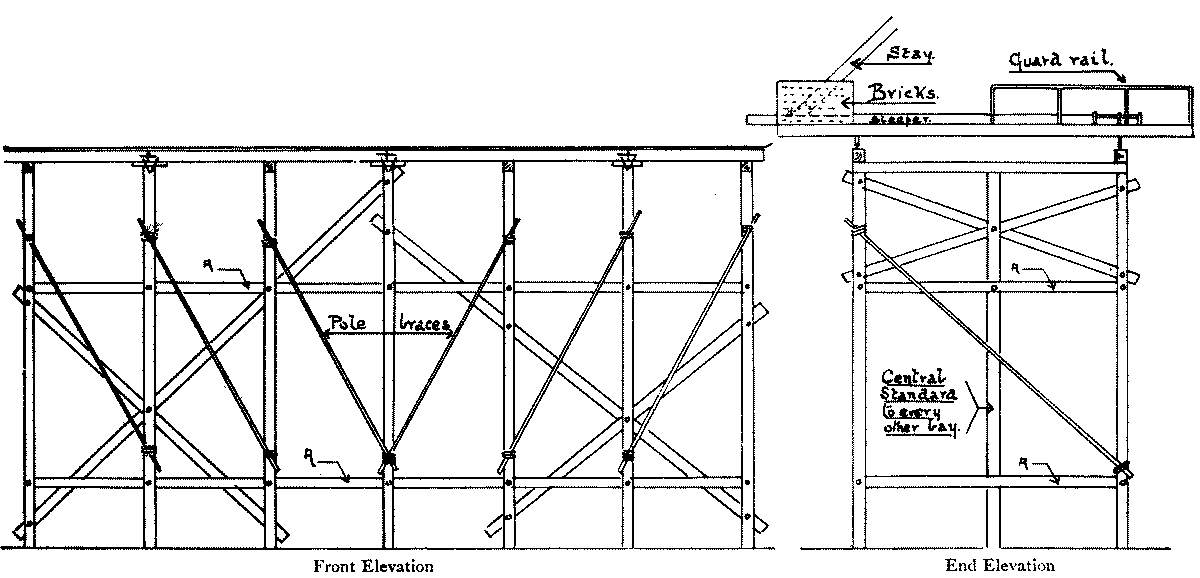 Stay.
Guard rail.
Bricks.
sleeper.
A
A
Pole braces
Central
Standard
to every
other bay.
A
A
Front Elevation
End Elevation